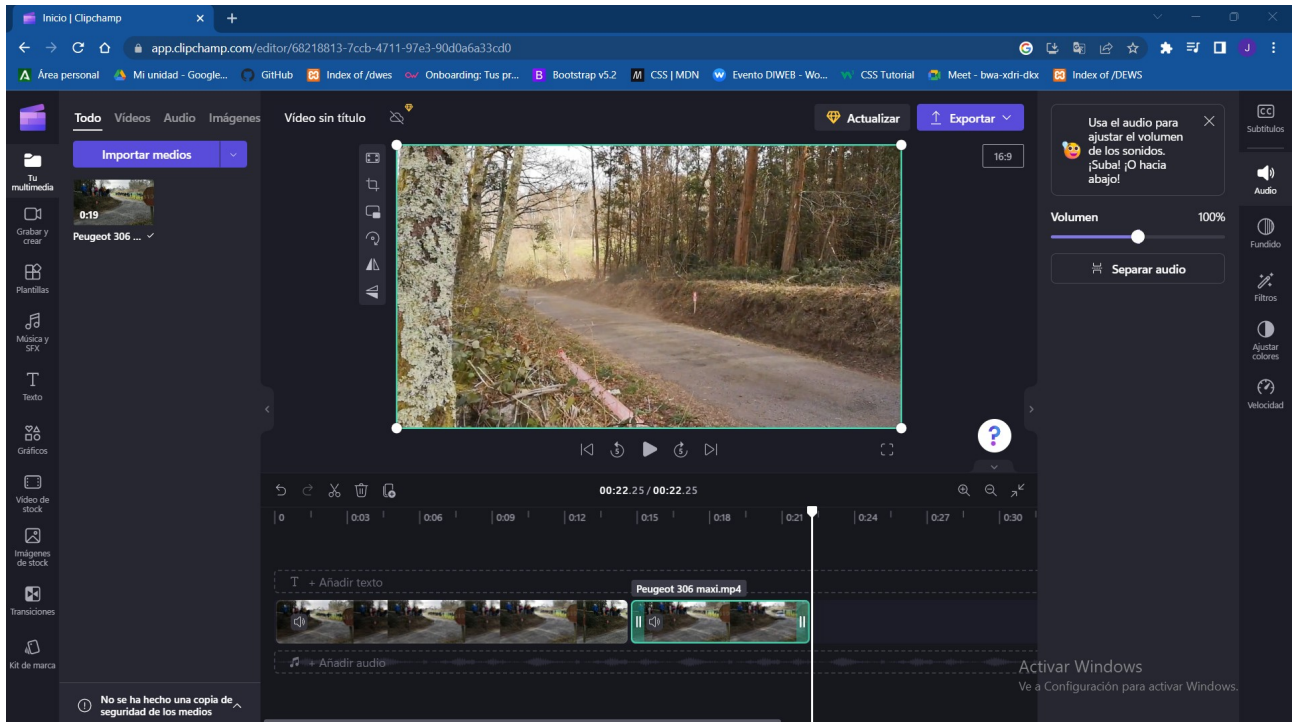 Inicio | Clipchamp
app.clipchamp.com/editor/68218813-7ccb-4711-97e3-90d0a6a33cd0
J
Área personal
Mi unidad - Google...
GitHub
Index of /dwes
Onboarding: Tus pr...
B Bootstrap v5.2
M CSS | MDN
W Evento DIWEB - Wo...
CSS Tutorial
Meet - bwa-xdri-dkx
Index of /DEWS
Tu
multimedia
Grabar y
crear
Plantillas
Música y
SFX
T
Texto
Gráficos
Vídeo de
stock
Imágenes
de stock
Transiciones
Kit de marca
Todo Vídeos Audio Imágenes
Importar medios
0:19
Peugeot 306 ...
No se ha hecho una copia de
seguridad de los medios
Vídeo sin título
Actualizar
Exportar
16:9
5 5
?
00:22.25 / 00:22.25
0 0:03 0:06 0:09 0:12 0:15 0:18 0:21 0:24 0:27 0:30
T + Añadir texto
Peugeot 306 maxi.mp4
+ Añadir audio
Usa el audio para
ajustar el volumen
de los sonidos.
¡Suba! ¡O hacia
abajo!
Volumen 100%
Separar audio
CC
Subtítulos
Audio
Fundido
Filtros
Ajustar
colores
Velocidad
Activar Windows
Ve a Configuración para activar Windows.